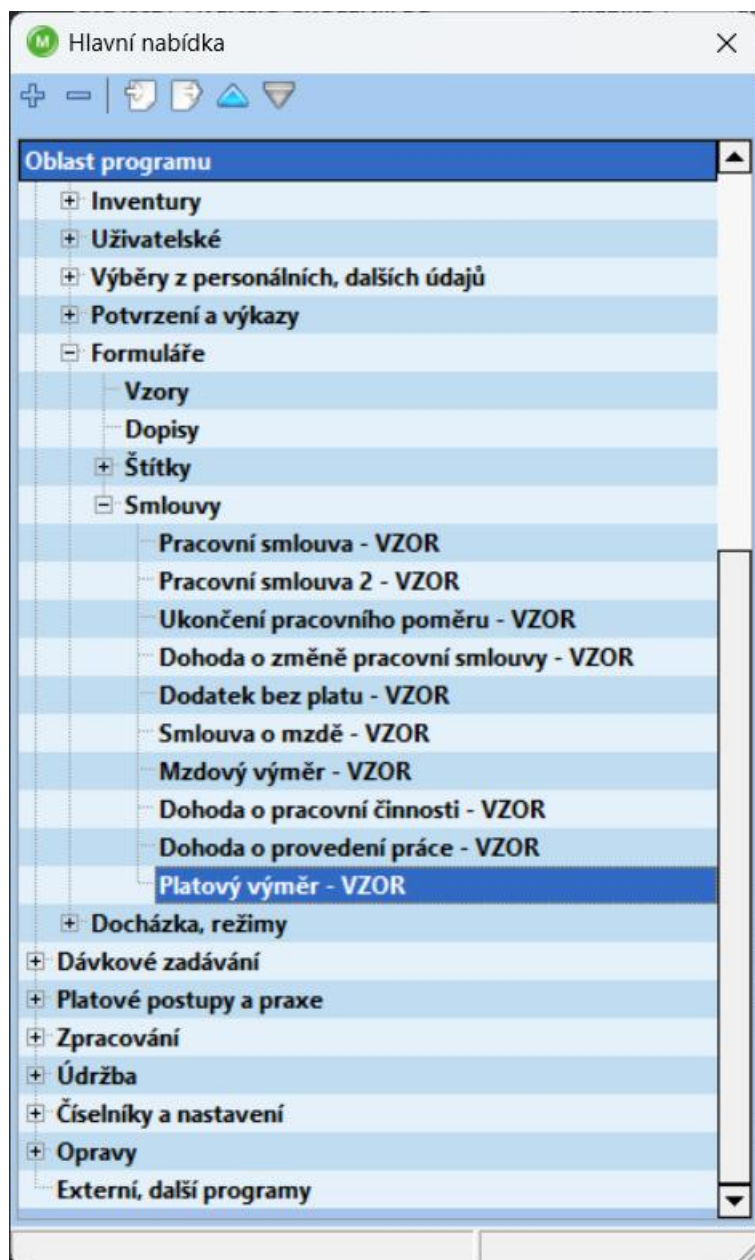 Hlavní nabídka
Oblast programu
Inventury
Uživatelské
Výběry z personálních, dalších údajů
Potvrzení a výkazy
Formuláře
Vzory
Dopisy
Štítky
Smlouvy
Pracovní smlouva - VZOR
Pracovní smlouva 2 - VZOR
Ukončení pracovního poměru - VZOR
Dohoda o změně pracovní smlouvy - VZOR
Dodatek bez platu - VZOR
Smlouva o mzdě - VZOR
Mzdový výměr - VZOR
Dohoda o pracovní činnosti - VZOR
Dohoda o provedení práce - VZOR
Platový výměr - VZOR
Docházka, režimy
Dávkové zadávání
Platové postupy a praxe
Zpracování
Údržba
Číselníky a nastavení
Opravy
Externí, další programy